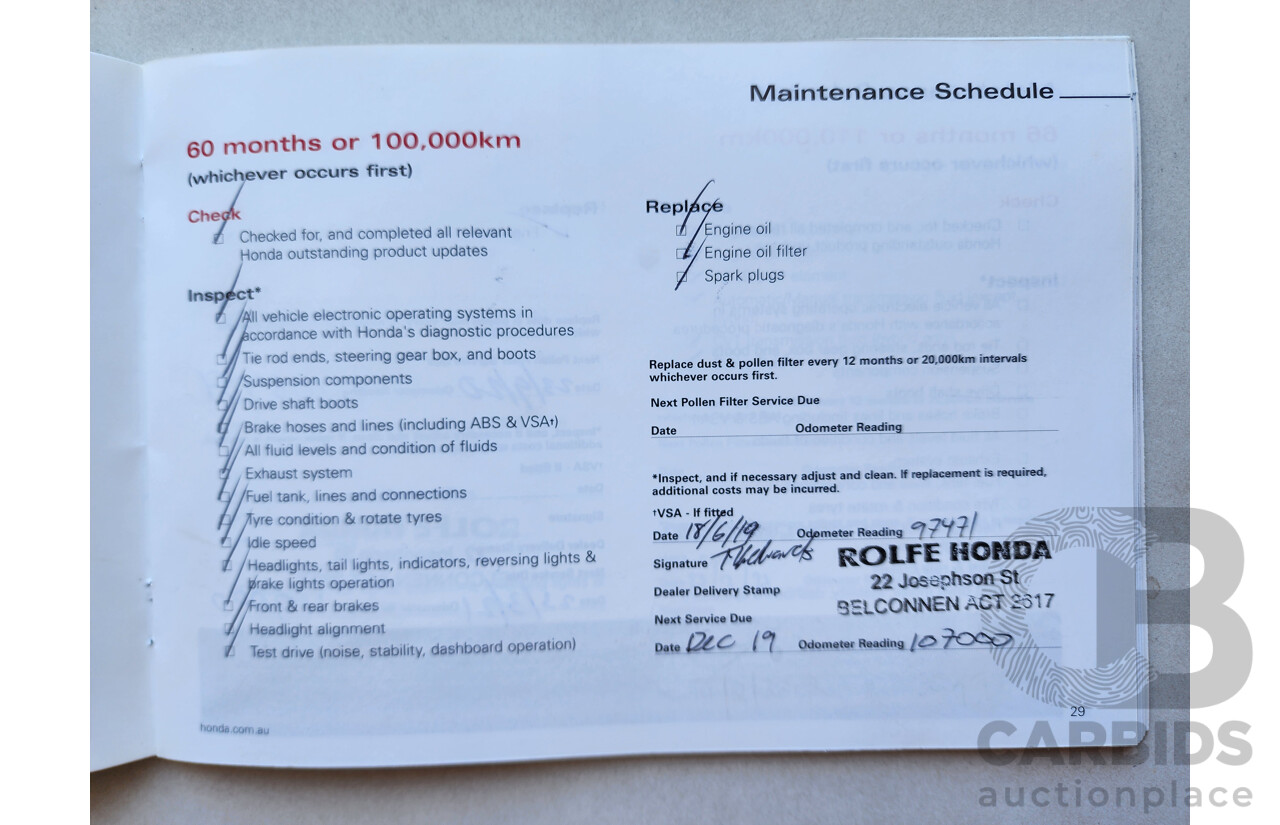 Maintenance Schedule
60 months or 100,000km
(whichever occurs first)
Check
Checked for, and completed all relevant
Honda outstanding product updates
Inspect*
All vehicle electronic operating systems in
accordance with Honda's diagnostic procedures
Tie rod ends, steering gear box, and boots
Suspension components
Drive shaft boots
Brake hoses and lines (including ABS & VSA†)
All fluid levels and condition of fluids
Exhaust system
Fuel tank, lines and connections
Tyre condition & rotate tyres
Idle speed
Headlights, tail lights, indicators, reversing lights &
brake lights operation
Front & rear brakes
Headlight alignment
Test drive (noise, stability, dashboard operation)
honda.com.au
Replace
Engine oil
Engine oil filter
Spark plugs
Replace dust & pollen filter every 12 months or 20,000km intervals
whichever occurs first.
Next Pollen Filter Service Due
Date Odometer Reading
*Inspect, and if necessary adjust and clean. If replacement is required,
additional costs may be incurred.
†VSA - If fitted
Date 18/6/19 Odometer Reading 97471
Signature
ROLFE HONDA
22 Josephson St
BELCONNEN ACT 2617
Dealer Delivery Stamp
Next Service Due
Date Dec 19 Odometer Reading 107000
29
CARBIDS
auctionplace